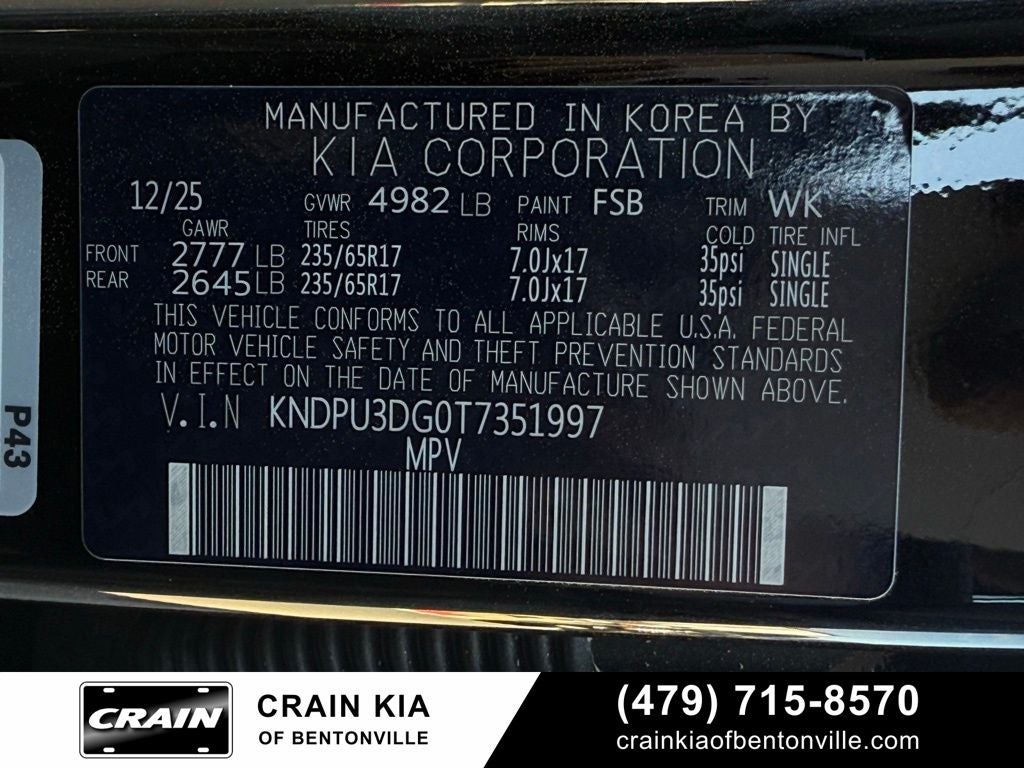 MANUFACTURED IN KOREA BY
KIA CORPORATION
12/25 GVWR 4982 LB PAINT FSB TRIM WK
GAWR TIRES RIMS COLD TIRE INFL
FRONT 2777 LB 235/65R17 7.0Jx17 35psi SINGLE
REAR 2645 LB 235/65R17 7.0Jx17 35psi SINGLE
THIS VEHICLE CONFORMS TO ALL APPLICABLE U.S.A. FEDERAL
MOTOR VEHICLE SAFETY AND THEFT PREVENTION STANDARDS
IN EFFECT ON THE DATE OF MANUFACTURE SHOWN ABOVE.
V.I.N KNDPU3DG0T7351997
MPV
P43
CRAIN
CRAIN KIA
OF BENTONVILLE
(479) 715-8570
crainkiaofbentonville.com